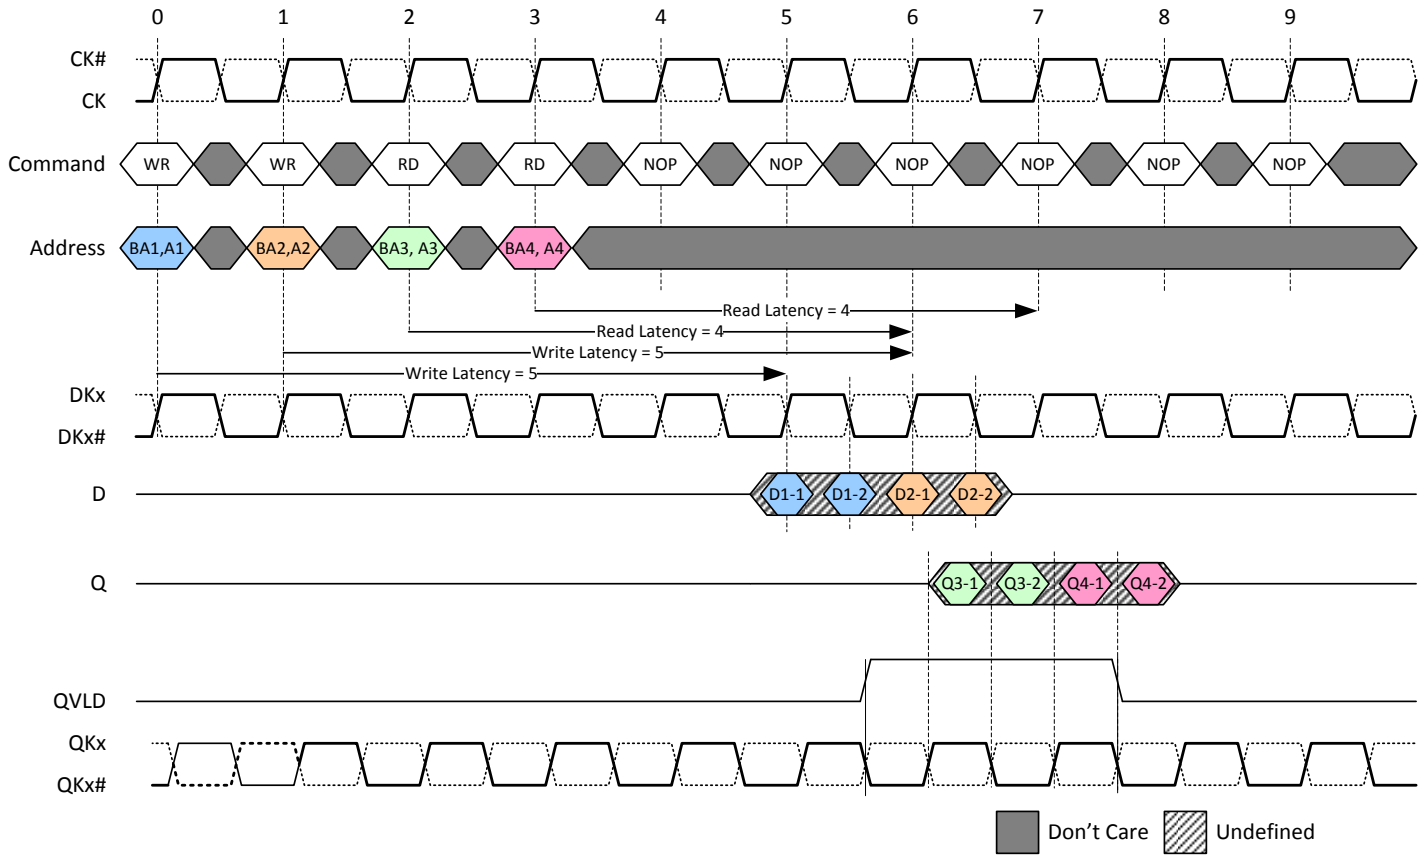 0 1 2 3 4 5 6 7 8 9
CK#
CK
Command WR WR RD RD NOP NOP NOP NOP NOP NOP
Address BA1,A1 BA2,A2 BA3, A3 BA4, A4
Read Latency = 4
Read Latency = 4
Write Latency = 5
Write Latency = 5
DKx
DKx#
D D1-1 D1-2 D2-1 D2-2
Q Q3-1 Q3-2 Q4-1 Q4-2
QVLD
QKx
QKx#
Don't Care Undefined